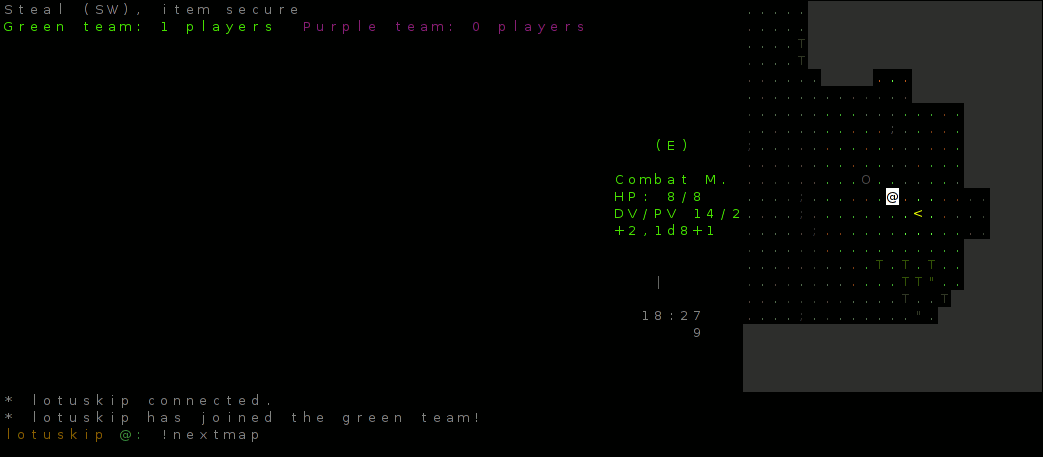 Steal (SW), item secure
Green team: 1 players  Purple team: 0 players
(E)
Combat M.
HP: 8/8
DV/PV 14/2
+2,1d8+1
|
18:27
9
* lotuskip connected.
* lotuskip has joined the green team!
lotuskip @: !nextmap